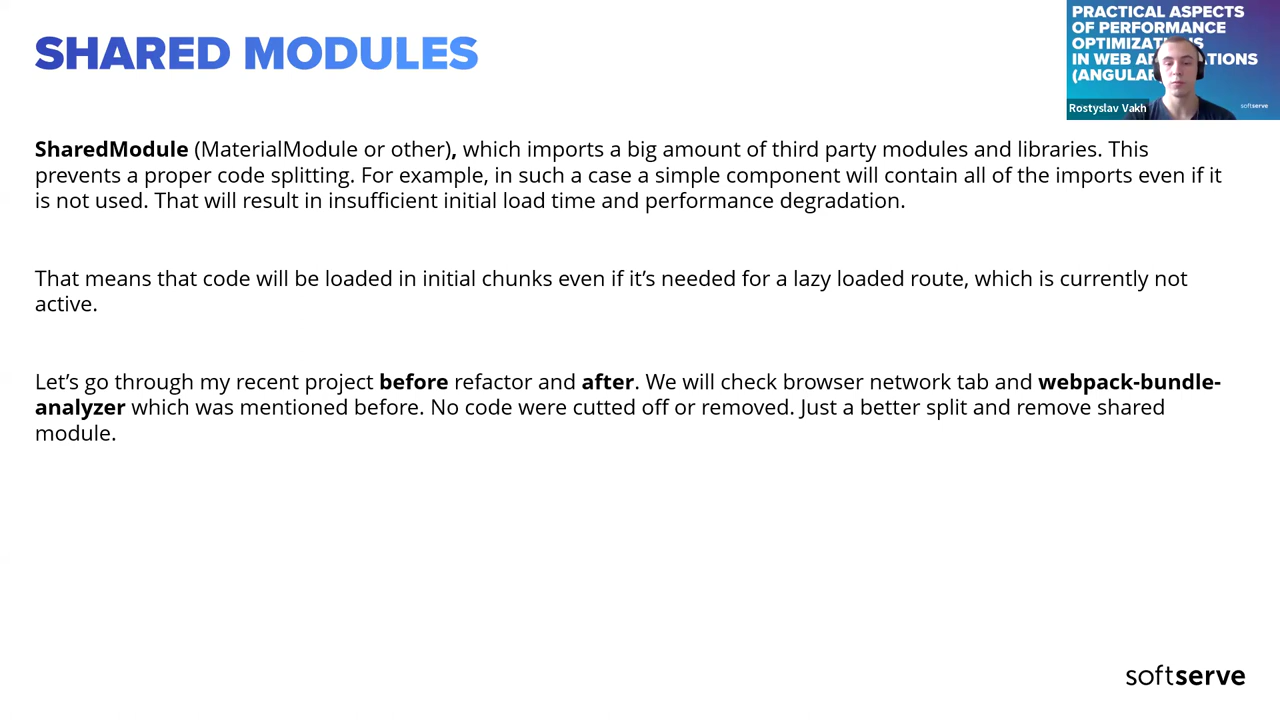 SHARED MODULES
PRACTICAL ASPECTS
OF PERFORMANCE
IN WEB
(ANGULAR
Rostyslav Vakh
softserve
SharedModule (MaterialModule or other), which imports a big amount of third party modules and libraries. This
prevents a proper code splitting. For example, in such a case a simple component will contain all of the imports even if it
is not used. That will result in insufficient initial load time and performance degradation.
That means that code will be loaded in initial chunks even if it’s needed for a lazy loaded route, which is currently not
active.
Let’s go through my recent project before refactor and after. We will check browser network tab and webpack-bundle-
analyzer which was mentioned before. No code were cutted off or removed. Just a better split and remove shared
module.
softserve